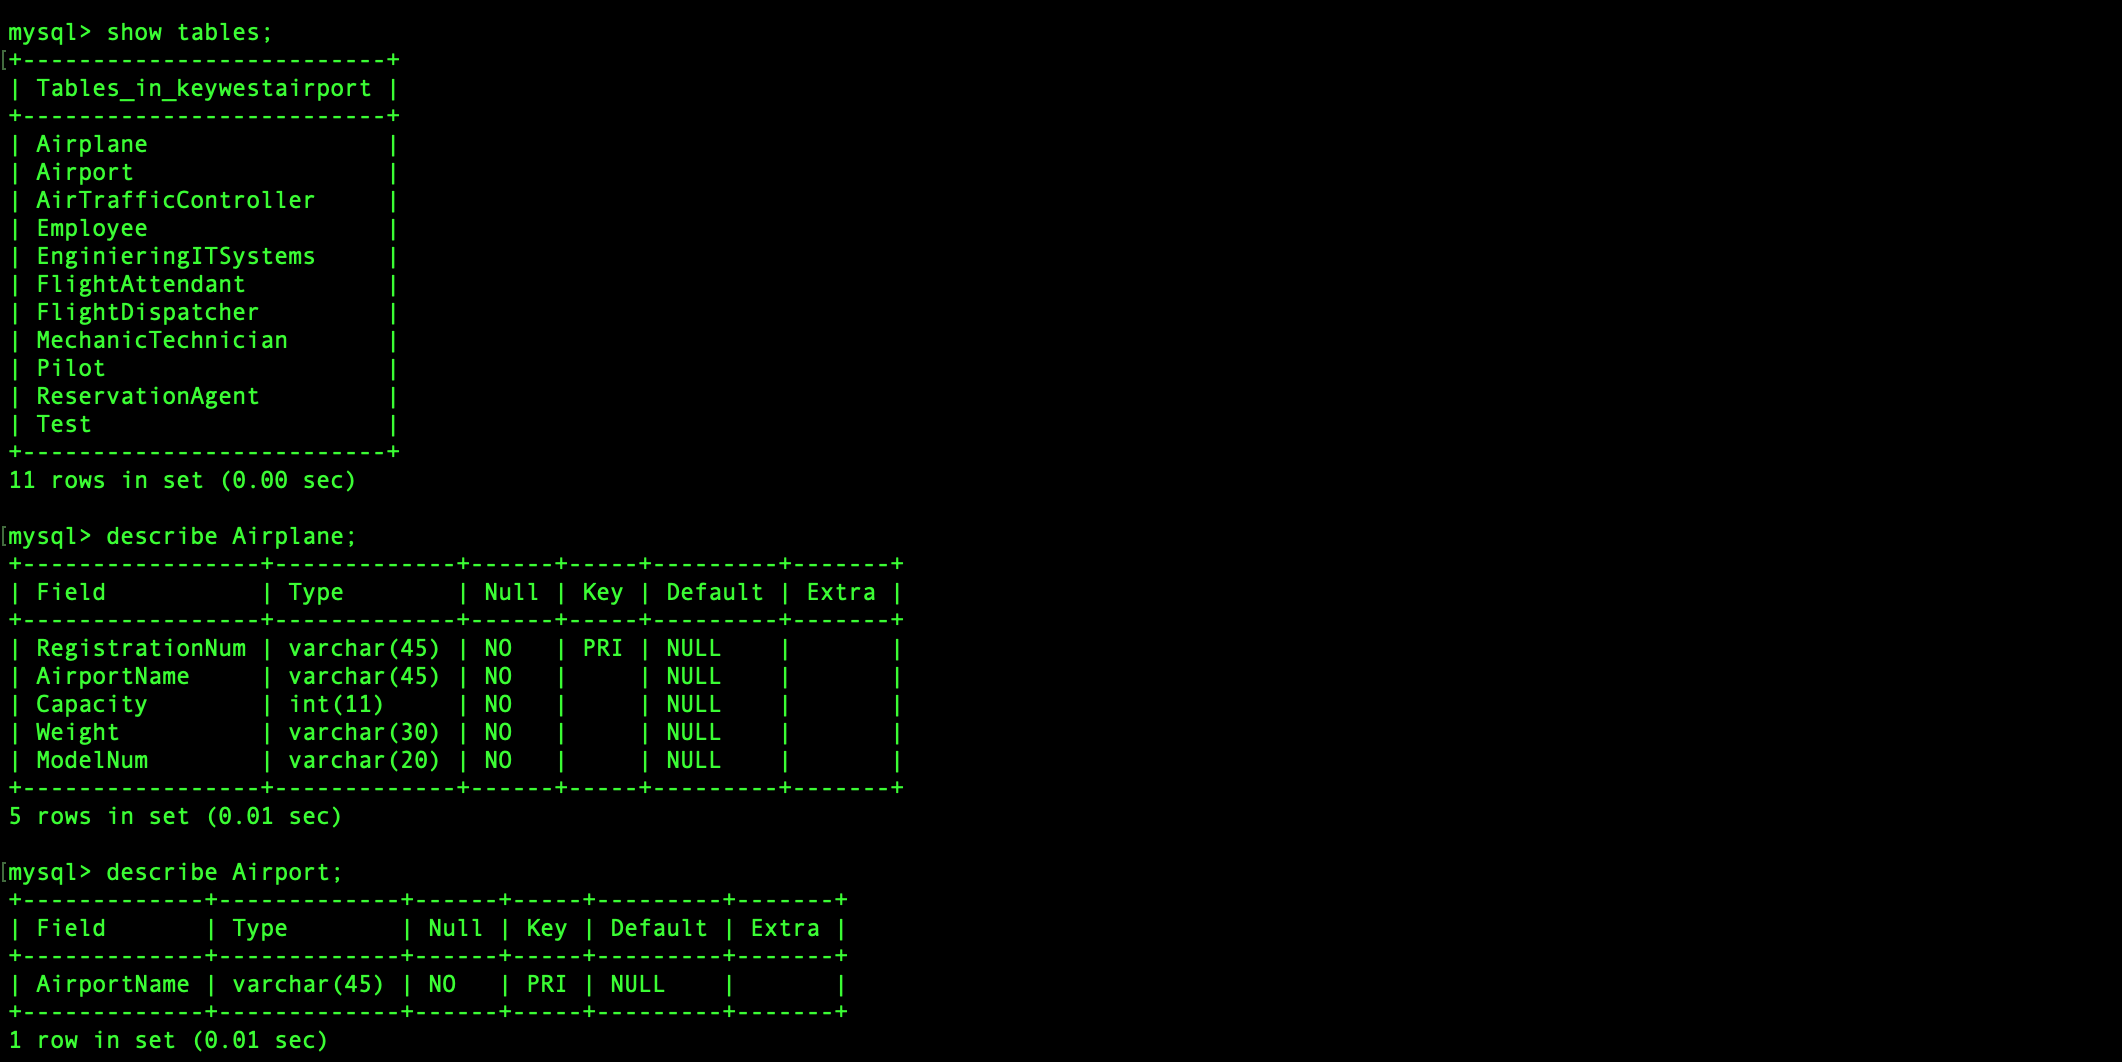 mysql> show tables;
[+--------------------------+
| Tables_in_keywestairport |
+--------------------------+
| Airplane                 |
| Airport                  |
| AirTrafficController     |
| Employee                 |
| EnginieringITSystems     |
| FlightAttendant          |
| FlightDispatcher         |
| MechanicTechnician       |
| Pilot                    |
| ReservationAgent         |
| Test                     |
+--------------------------+
11 rows in set (0.00 sec)

[mysql> describe Airplane;
+-----------------+-------------+------+-----+---------+-------+
| Field           | Type        | Null | Key | Default | Extra |
+-----------------+-------------+------+-----+---------+-------+
| RegistrationNum | varchar(45) | NO   | PRI | NULL    |       |
| AirportName     | varchar(45) | NO   |     | NULL    |       |
| Capacity        | int(11)     | NO   |     | NULL    |       |
| Weight          | varchar(30) | NO   |     | NULL    |       |
| ModelNum        | varchar(20) | NO   |     | NULL    |       |
+-----------------+-------------+------+-----+---------+-------+
5 rows in set (0.01 sec)

[mysql> describe Airport;
+-------------+-------------+------+-----+---------+-------+
| Field       | Type        | Null | Key | Default | Extra |
+-------------+-------------+------+-----+---------+-------+
| AirportName | varchar(45) | NO   | PRI | NULL    |       |
+-------------+-------------+------+-----+---------+-------+
1 row in set (0.01 sec)